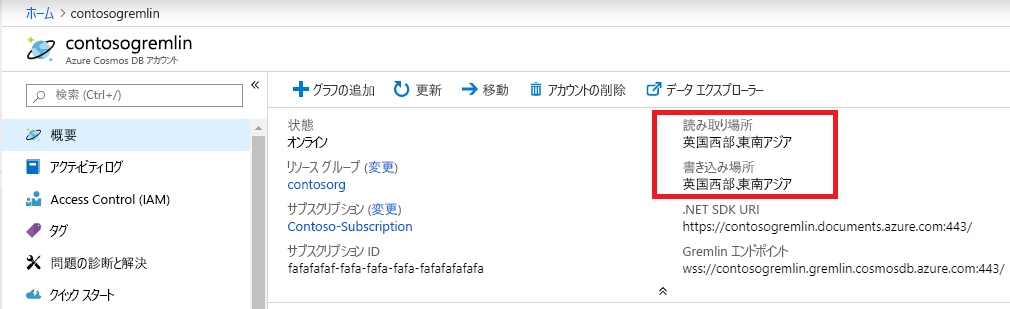 ホーム > contosogremlin
contosogremlin
Azure Cosmos DB アカウント
検索 (Ctrl+/)
概要
アクティビティログ
Access Control (IAM)
タグ
問題の診断と解決
クイック スタート
グラフの追加 更新 移動 アカウントの削除 データ エクスプローラー
状態
オンライン
リソース グループ (変更)
contosorg
サブスクリプション (変更)
Contoso-Subscription
サブスクリプション ID
fafafafaf-fafa-fafa-fafa-fafafafafafa
読み取り場所
英国西部,東南アジア
書き込み場所
英国西部,東南アジア
.NET SDK URI
https://contosogremlin.documents.azure.com:443/
Gremlin エンドポイント
wss://contosogremlin.gremlin.cosmosdb.azure.com:443/